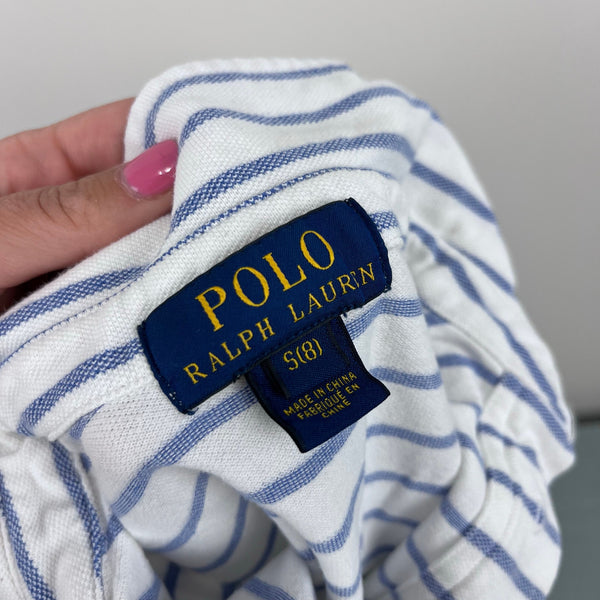 POLO
RALPH LAUREN
S(8)
MADE IN CHINA
FABRIQUÉ EN
CHINE